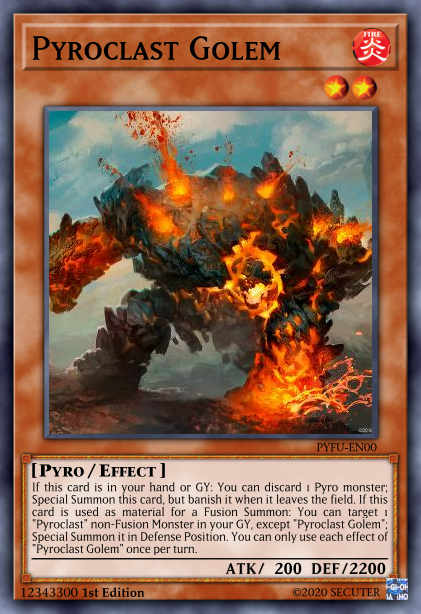 PYROCLAST GOLEM
FIRE
炎
©2016
PYFU-EN00
[PYRO / EFFECT ]
If this card is in your hand or GY: You can discard 1 Pyro monster;
Special Summon this card, but banish it when it leaves the field. If this
card is used as material for a Fusion Summon: You can target 1
"Pyroclast" non-Fusion Monster in your GY, except "Pyroclast Golem";
Special Summon it in Defense Position. You can only use each effect of
"Pyroclast Golem" once per turn.
ATK/ 200 DEF/2200
12343300 1st Edition
©2020 SECUTER